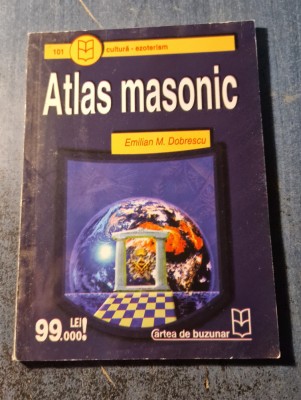 101
cultură - ezoterism
Atlas masonic
Emilian M. Dobrescu
99.000!
LEI
cartea de buzunar